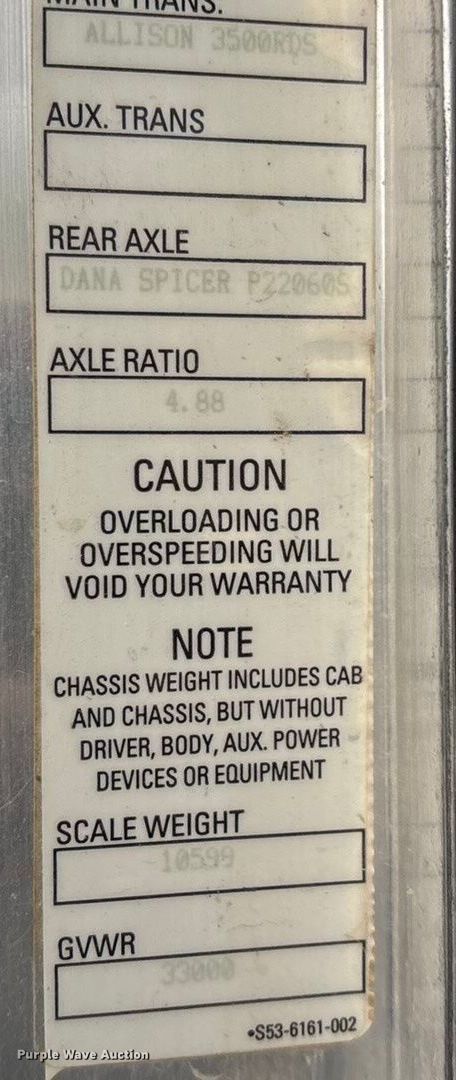 MAIN TRANS.
ALLISON 3500RDS
AUX. TRANS
REAR AXLE
DANA SPICER P22060S
AXLE RATIO
4.88
CAUTION
OVERLOADING OR
OVERSPEEDING WILL
VOID YOUR WARRANTY
NOTE
CHASSIS WEIGHT INCLUDES CAB
AND CHASSIS, BUT WITHOUT
DRIVER, BODY, AUX. POWER
DEVICES OR EQUIPMENT
SCALE WEIGHT
10599
GVWR
33000
•S53-6161-002
Purple Wave Auction